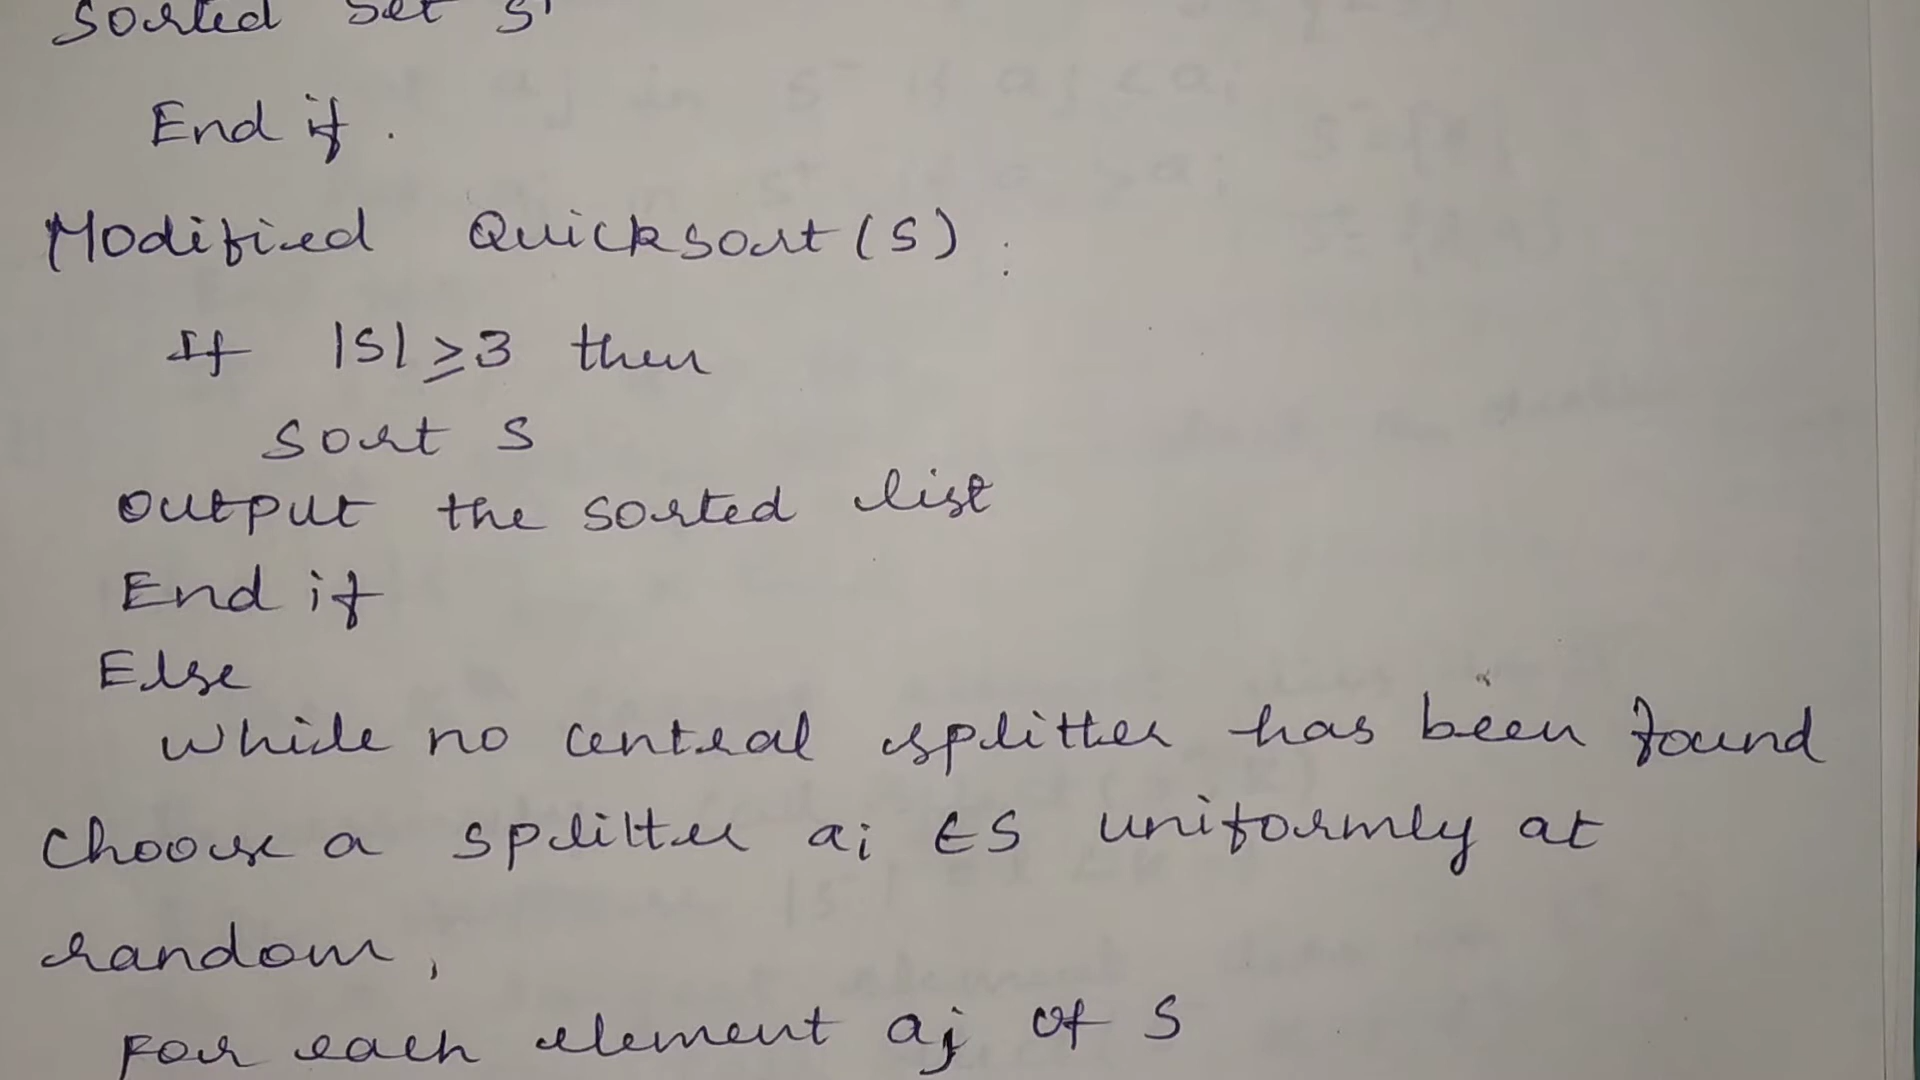 Sorted Set S+
End if.
Modified Quicksort(S):
If |S| ≥ 3 then
Sort S
Output the sorted list
End if
Else
While no central splitter has been found
Choose a splitter ai ∈ S uniformly at
random,
For each element aj of S